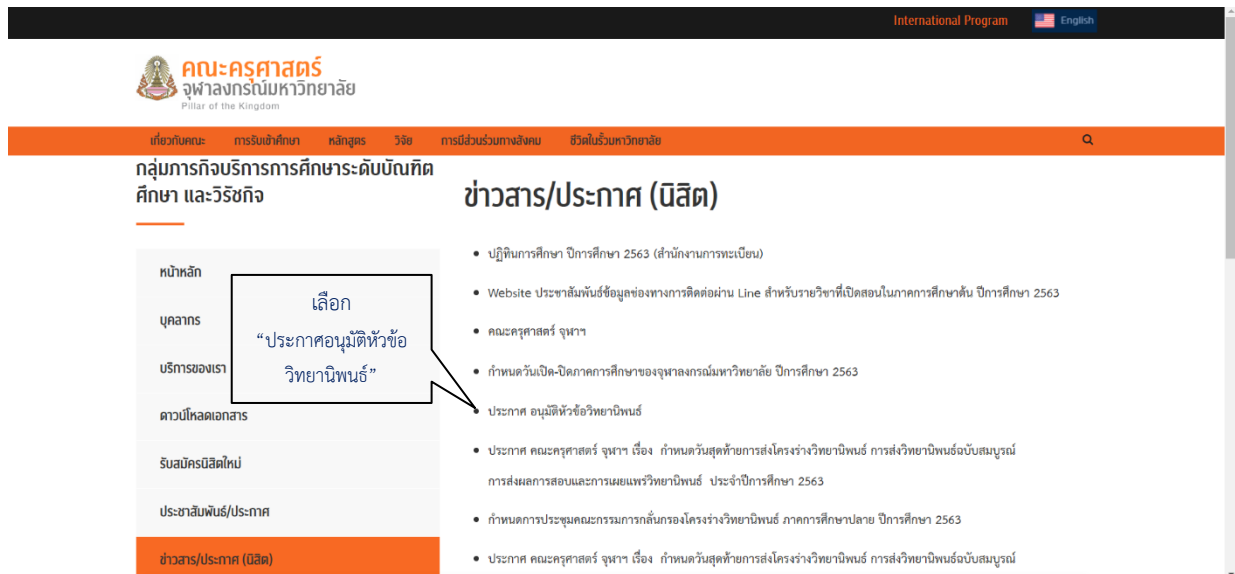 International Program English
คณะครุศาสตร์
จุฬาลงกรณ์มหาวิทยาลัย
Pillar of the Kingdom
เกี่ยวกับคณะ การรับเข้าศึกษา หลักสูตร วิจัย การมีส่วนร่วมทางสังคม ชีวิตในรั้วมหาวิทยาลัย
กลุ่มภารกิจบริการการศึกษาระดับบัณฑิต
ศึกษา และวิรัชกิจ
หน้าหลัก
บุคลากร
บริการของเรา
ดาวน์โหลดเอกสาร
รับสมัครนิสิตใหม่
ประชาสัมพันธ์/ประกาศ
ข่าวสาร/ประกาศ (นิสิต)
เลือก
“ประกาศอนุมัติหัวข้อ
วิทยานิพนธ์”
ข่าวสาร/ประกาศ (นิสิต)
ปฏิทินการศึกษา ปีการศึกษา 2563 (สำนักงานการทะเบียน)
Website ประชาสัมพันธ์ข้อมูลช่องทางการติดต่อผ่าน Line สำหรับรายวิชาที่เปิดสอนในภาคการศึกษาต้น ปีการศึกษา 2563
คณะครุศาสตร์ จุฬาฯ
กำหนดวันเปิด-ปิดภาคการศึกษาของจุฬาลงกรณ์มหาวิทยาลัย ปีการศึกษา 2563
ประกาศ อนุมัติหัวข้อวิทยานิพนธ์
ประกาศ คณะครุศาสตร์ จุฬาฯ เรื่อง กำหนดวันสุดท้ายการส่งโครงร่างวิทยานิพนธ์ การส่งวิทยานิพนธ์ฉบับสมบูรณ์
การส่งผลการสอบและการเผยแพร่วิทยานิพนธ์ ประจำปีการศึกษา 2563
กำหนดการประชุมคณะกรรมการกลั่นกรองโครงร่างวิทยานิพนธ์ ภาคการศึกษาปลาย ปีการศึกษา 2563
ประกาศ คณะครุศาสตร์ จุฬาฯ เรื่อง กำหนดวันสุดท้ายการส่งโครงร่างวิทยานิพนธ์ การส่งวิทยานิพนธ์ฉบับสมบูรณ์